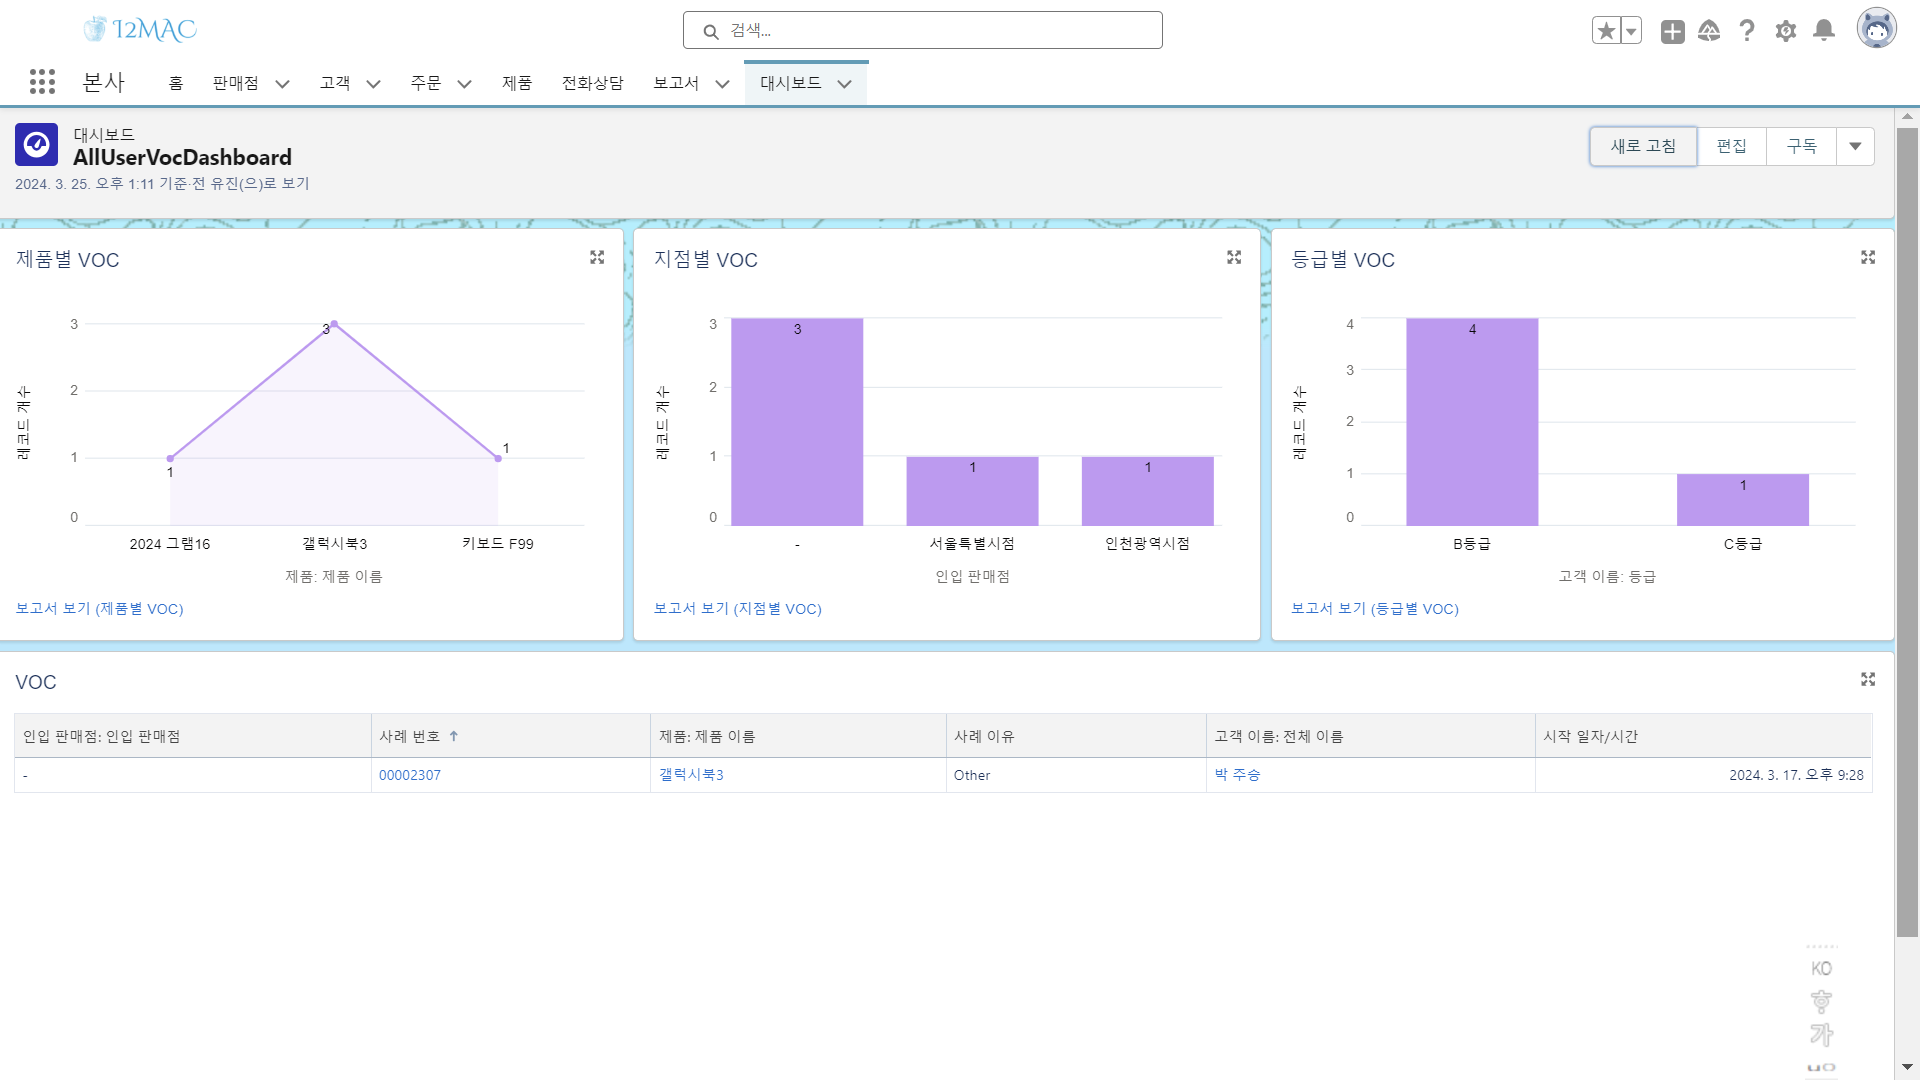 I2MAC
검색...
본사
홈
판매점
고객
주문
제품
전화상담
보고서
대시보드
대시보드
AllUserVocDashboard
2024. 3. 25. 오후 1:11 기준·전 유진(으)로 보기
새로 고침
편집
구독
제품별 VOC
레코드 개수
3
2
1
0
1
3
1
2024 그램16
갤럭시북3
키보드 F99
제품: 제품 이름
보고서 보기 (제품별 VOC)
지점별 VOC
레코드 개수
3
2
1
0
3
1
1
-
서울특별시점
인천광역시점
인입 판매점
보고서 보기 (지점별 VOC)
등급별 VOC
레코드 개수
4
3
2
1
0
4
1
B등급
C등급
고객 이름: 등급
보고서 보기 (등급별 VOC)
VOC
인입 판매점: 인입 판매점 사례 번호 ↑ 제품: 제품 이름 사례 이유 고객 이름: 전체 이름 시작 일자/시간
- 00002307 갤럭시북3 Other 박 주승 2024. 3. 17. 오후 9:28
KO
항
가